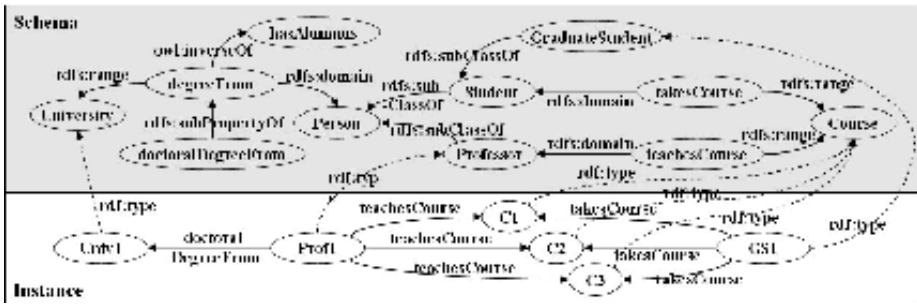 Schema
hasAlumnus
GraduateStudent
owl:inverseOf
rdfs:subClassOf
rdfs:range
degreeFrom
rdfs:domain
rdfs:sub
ClassOf
Student
takesCourse
rdfs:range
University
rdfs:subPropertyOf
Person
rdfs:domain
Course
rdfs:subClassOf
rdfs:range
doctoralDegreeFrom
Professor
rdfs:domain
teachesCourse
rdf:typ
rdf:type
rdf:type
rdf:type
teachesCourse
C1
takesCourse
rdf:type
rdf:type
Univ1
doctoral
DegreeFrom
Prof1
teachesCourse
C2
takesCourse
GS1
teachesCourse
C3
takesCourse
Instance